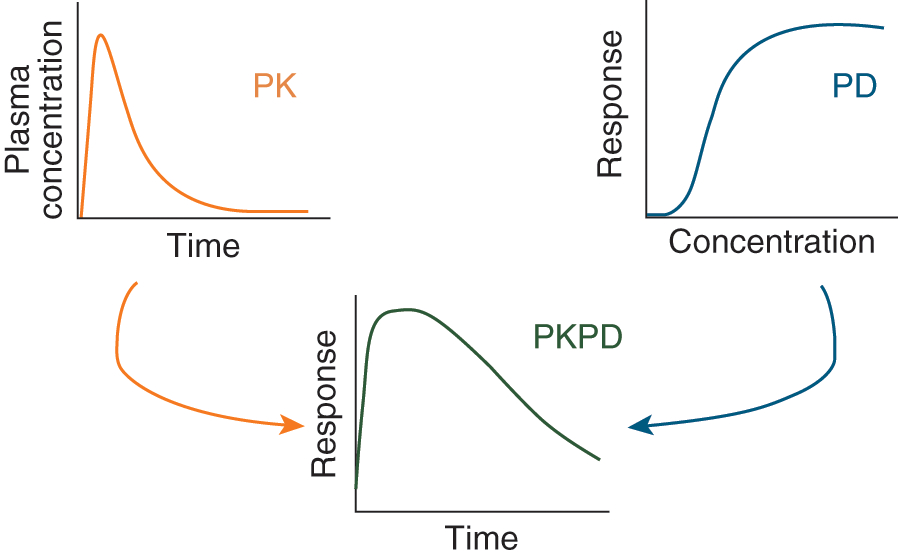 Plasma
concentration
PK
Time
Response
PD
Concentration
Response
PKPD
Time